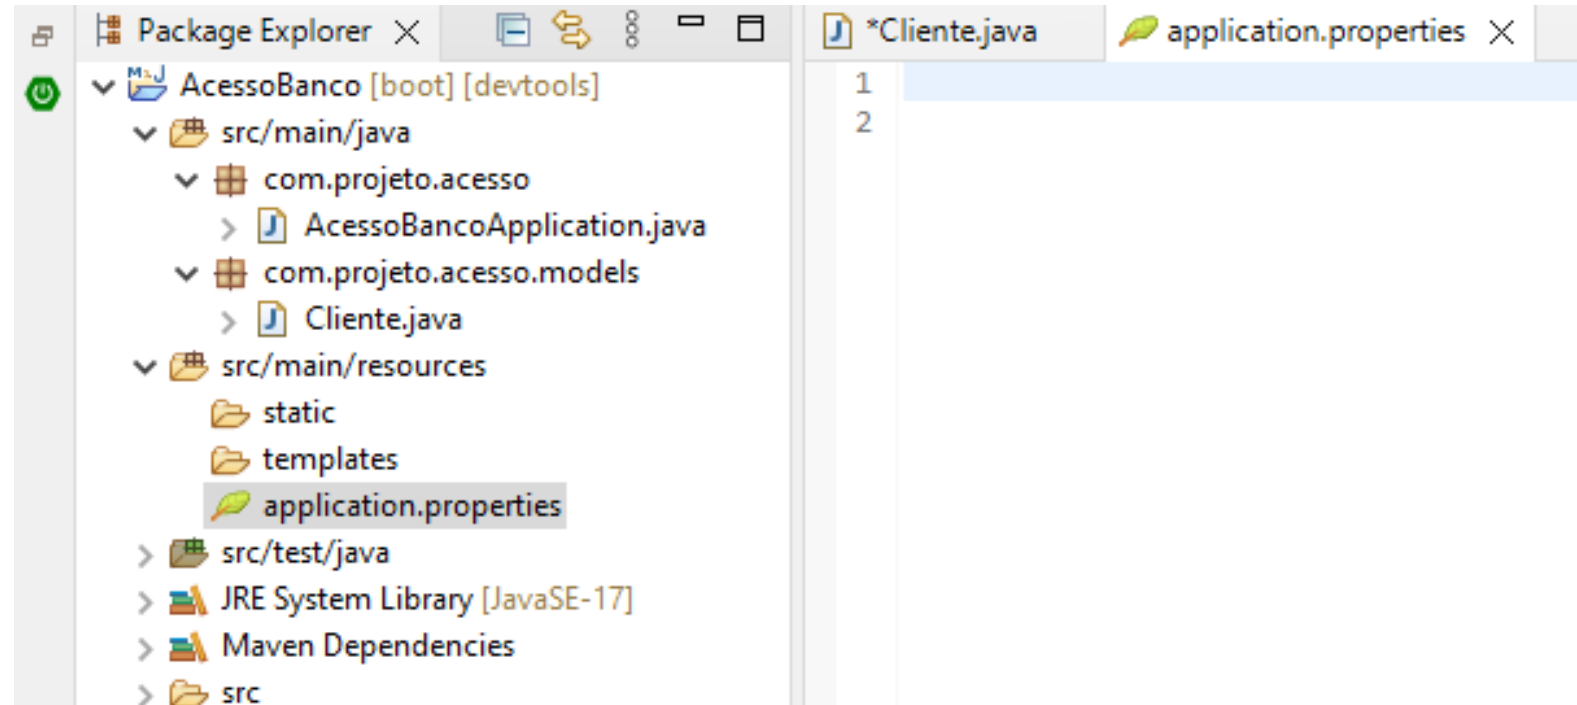 Package Explorer
AcessoBanco [boot] [devtools]
src/main/java
com.projeto.acesso
AcessoBancoApplication.java
com.projeto.acesso.models
Cliente.java
src/main/resources
static
templates
application.properties
src/test/java
JRE System Library [JavaSE-17]
Maven Dependencies
src
*Cliente.java
application.properties
1
2